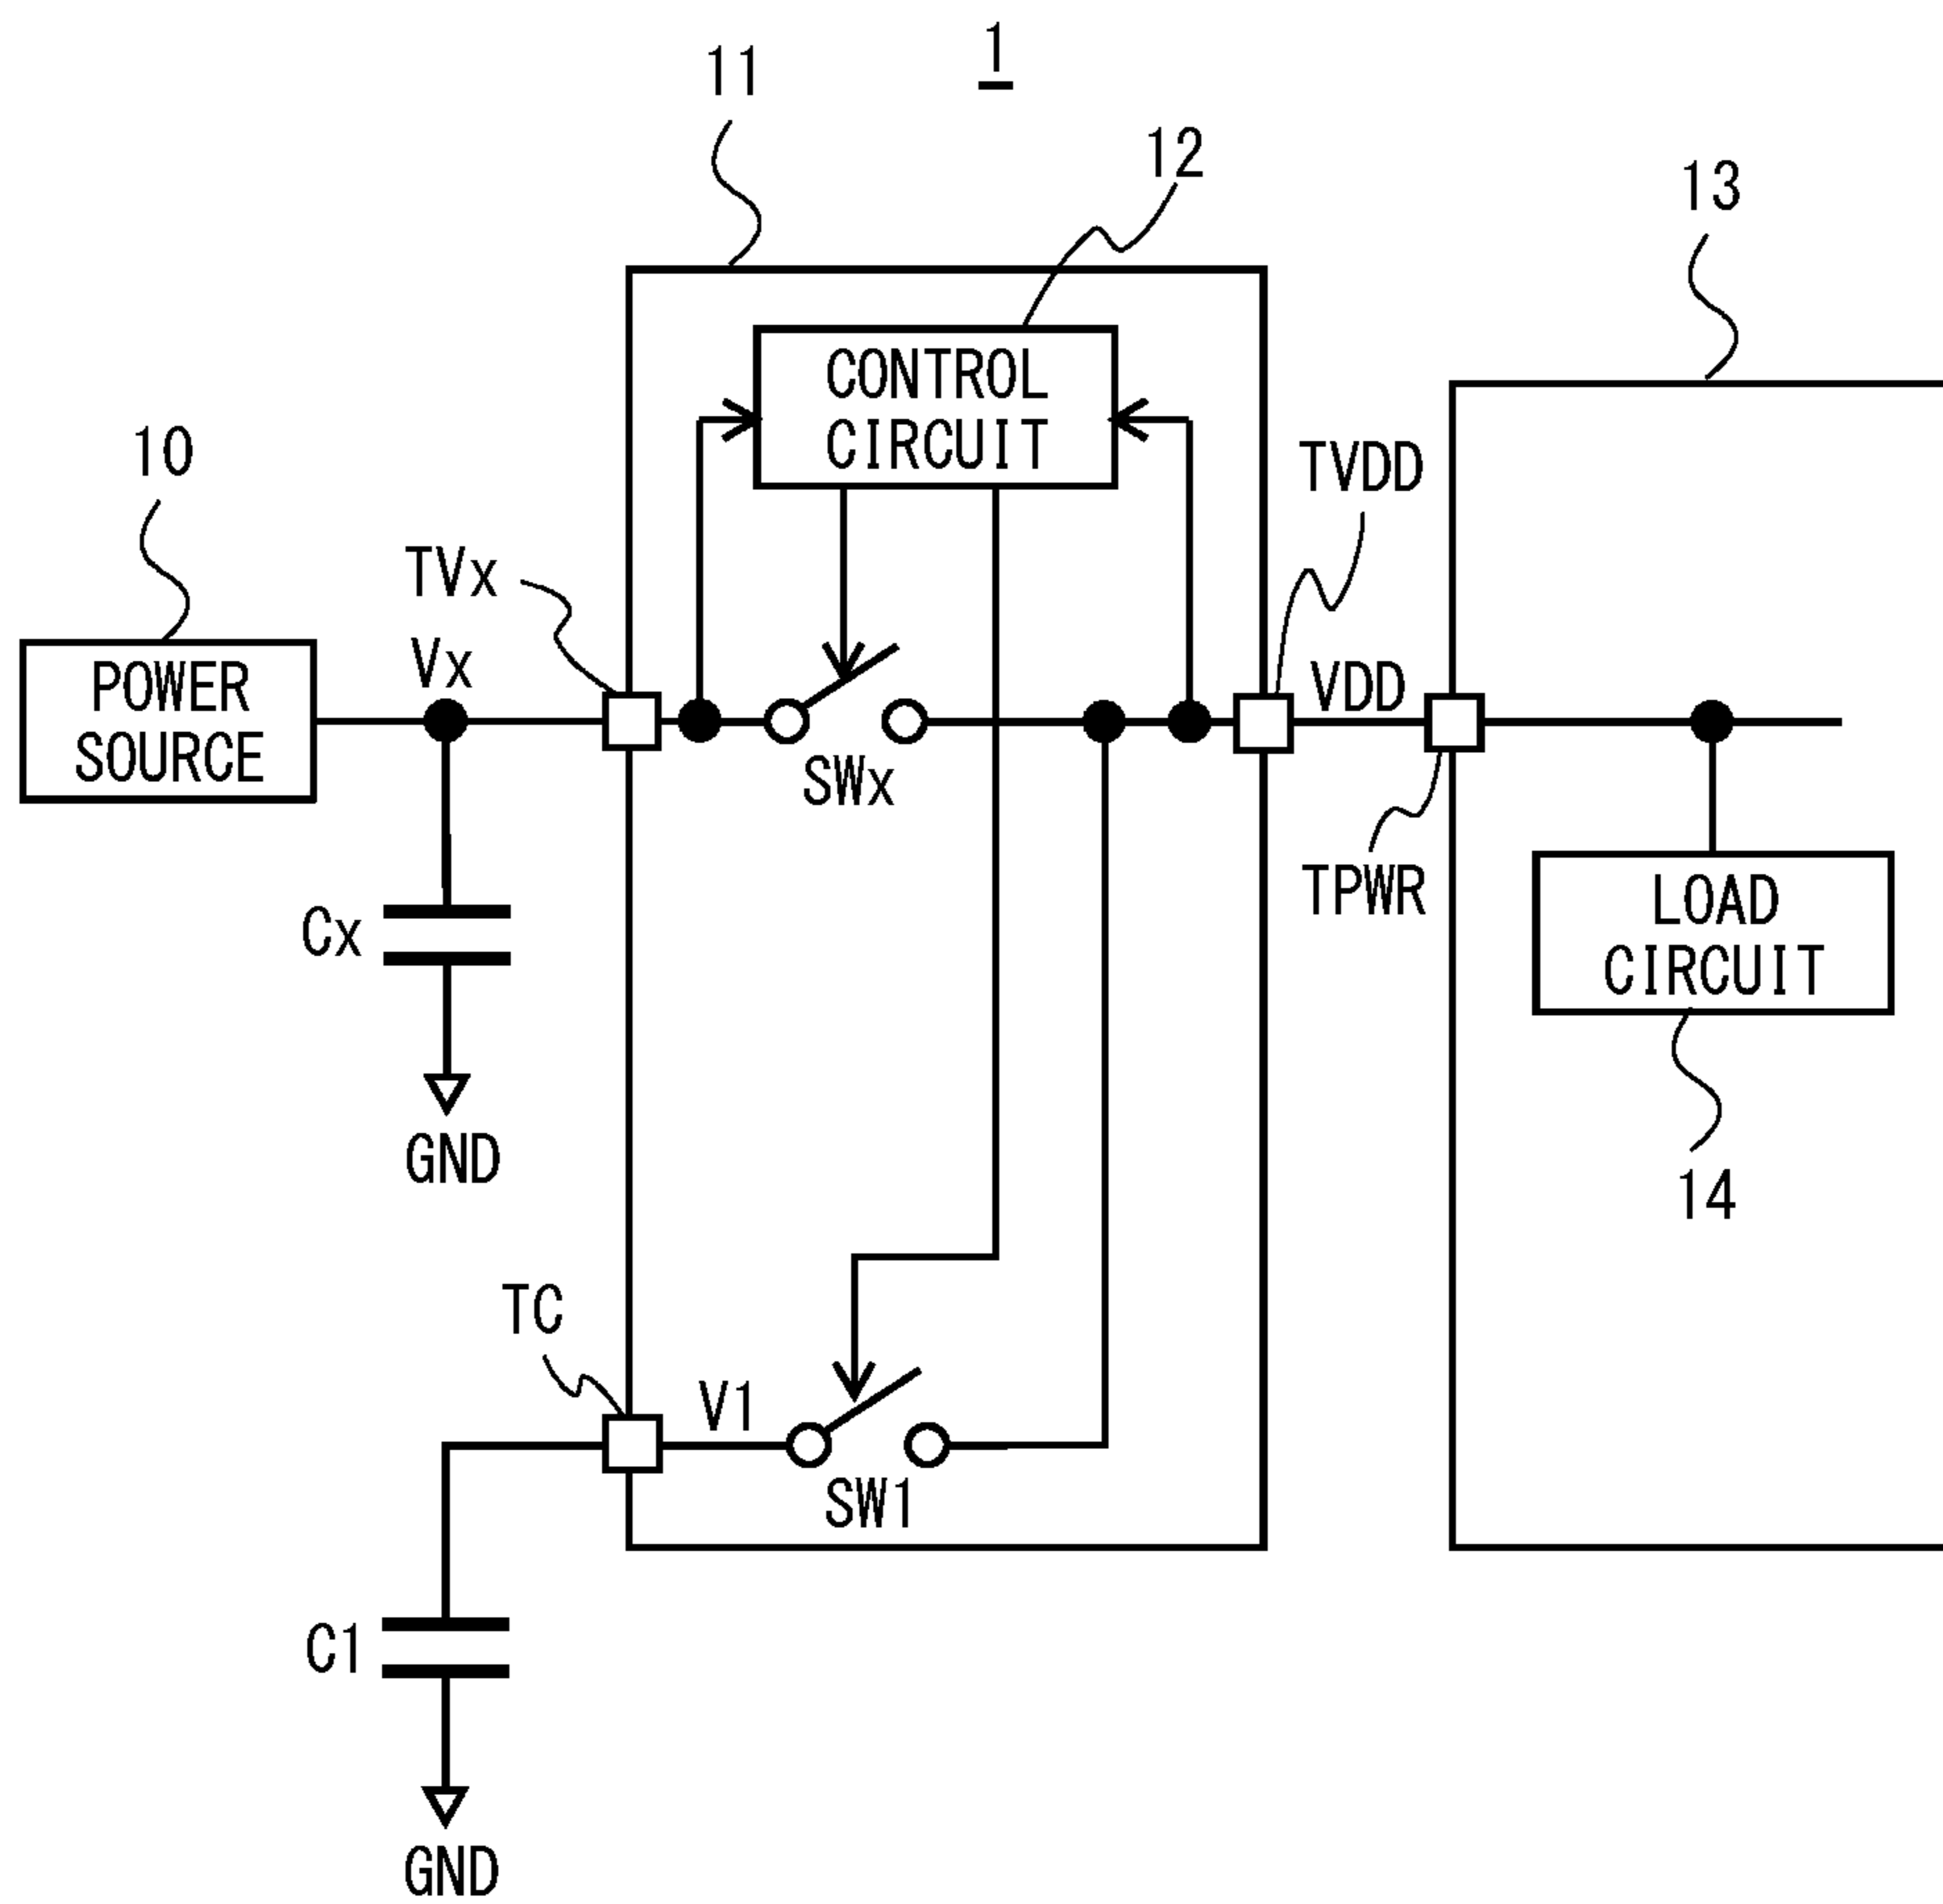 1
11
12
13
CONTROL
CIRCUIT
10
TVDD
TVx
Vx
VDD
POWER
SOURCE
SWx
TPWR
LOAD
CIRCUIT
Cx
GND
14
TC
V1
SW1
C1
GND